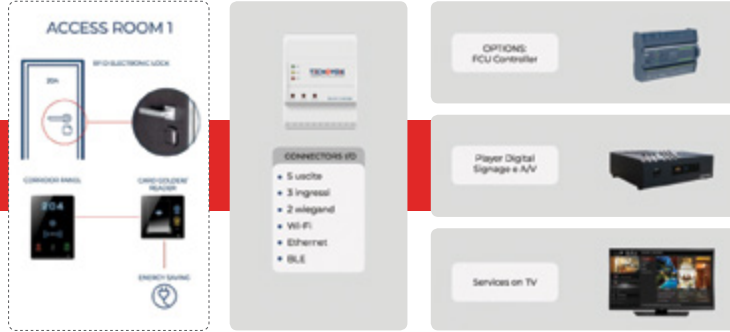 ACCESS ROOM 1
RFID ELECTRONIC LOCK
204
CORRIDOR PANEL
CARD HOLDER/
READER
204
ENERGY SAVING
CONNECTORS I/O
5 uscite
3 ingressi
2 wiegand
Wi-Fi
Ethernet
BLE
OPTIONS:
FCU Controller
Player Digital
Signage e A/V
Services on TV